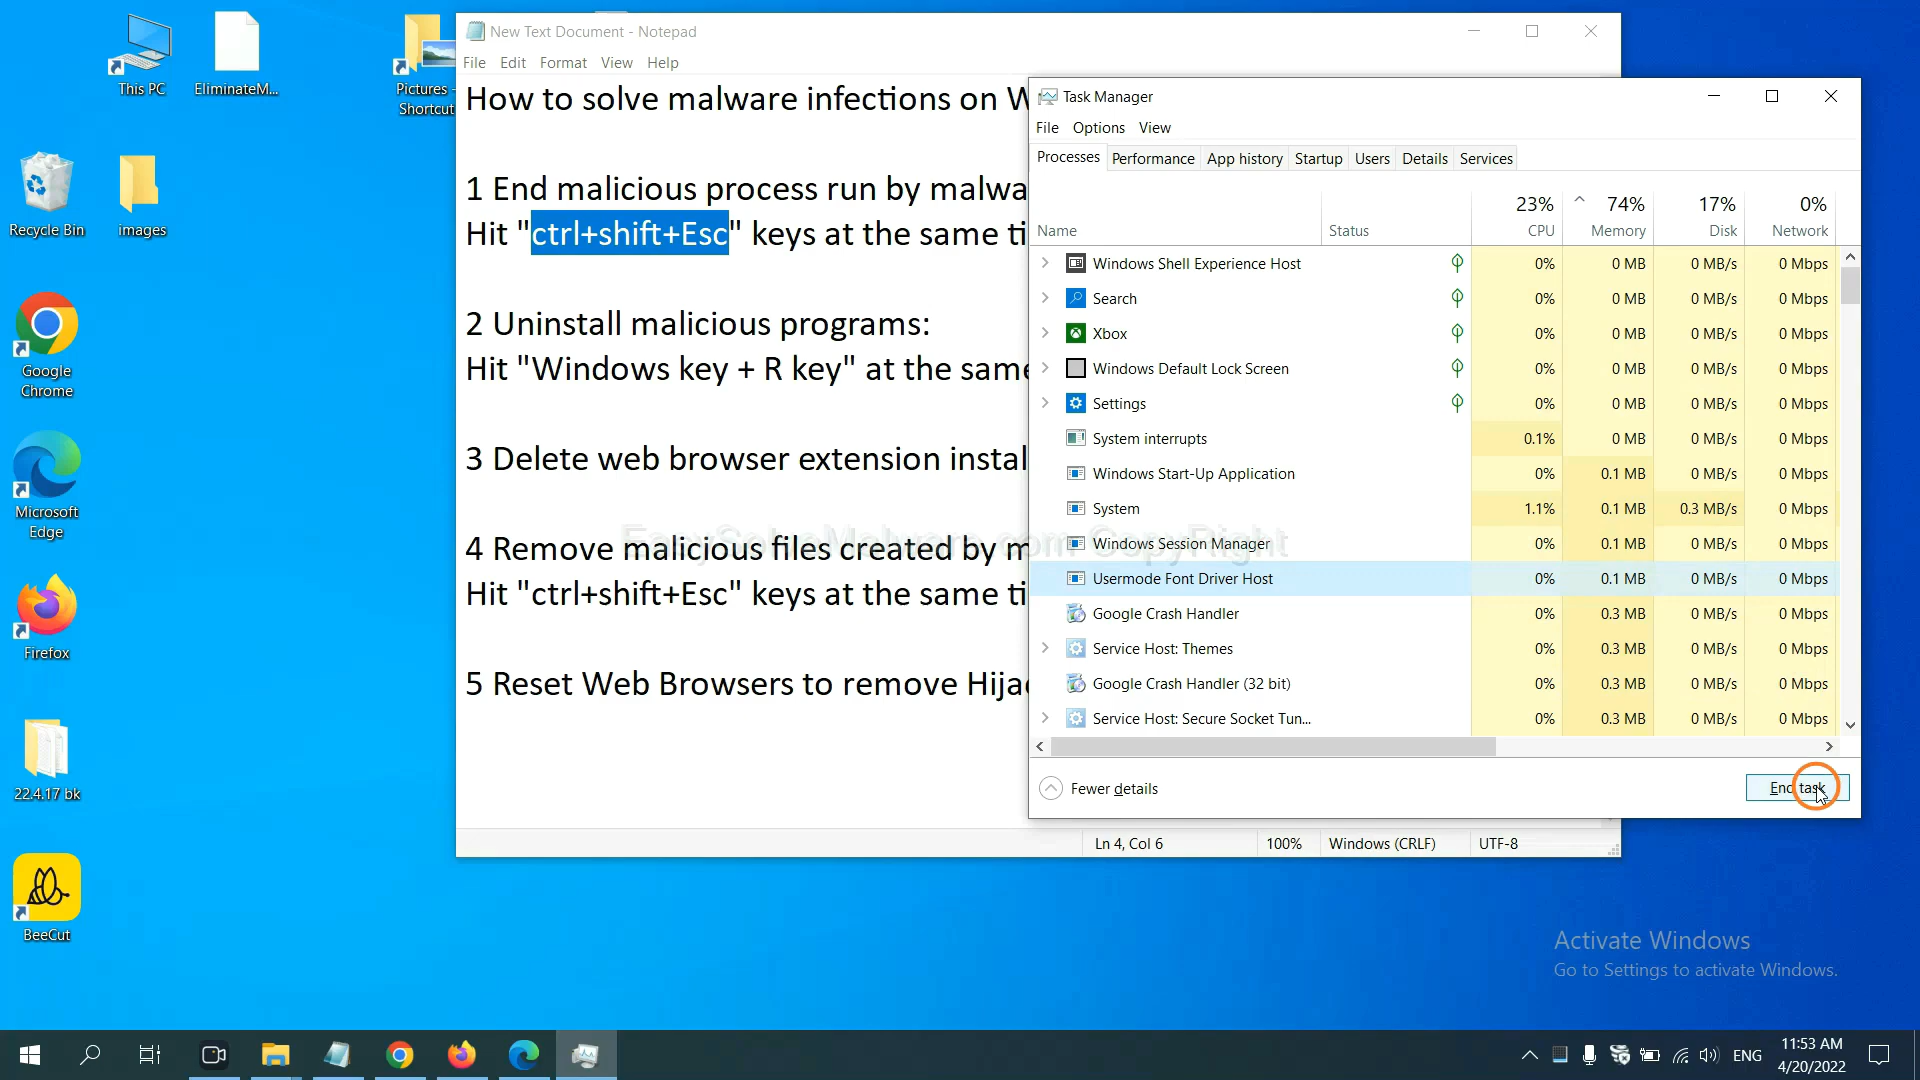 This PC
EliminateM...
Pictures -
Shortcut
Recycle Bin
images
Google
Chrome
Microsoft
Edge
Firefox
22.4.17 bk
BeeCut
New Text Document - Notepad
File Edit Format View Help
How to solve malware infections on W
1 End malicious process run by malwa
Hit "ctrl+shift+Esc" keys at the same ti
2 Uninstall malicious programs:
Hit "Windows key + R key" at the same
3 Delete web browser extension instal
4 Remove malicious files created by m
Hit "ctrl+shift+Esc" keys at the same ti
5 Reset Web Browsers to remove Hijac
Ln 4, Col 6 100% Windows (CRLF) UTF-8
EasySolveMalware.com CopyRight
Task Manager
File Options View
Processes Performance App history Startup Users Details Services
23% 74% 17% 0%
Name Status CPU Memory Disk Network
Windows Shell Experience Host 0% 0 MB 0 MB/s 0 Mbps
Search 0% 0 MB 0 MB/s 0 Mbps
Xbox 0% 0 MB 0 MB/s 0 Mbps
Windows Default Lock Screen 0% 0 MB 0 MB/s 0 Mbps
Settings 0% 0 MB 0 MB/s 0 Mbps
System interrupts 0.1% 0 MB 0 MB/s 0 Mbps
Windows Start-Up Application 0% 0.1 MB 0 MB/s 0 Mbps
System 1.1% 0.1 MB 0.3 MB/s 0 Mbps
Windows Session Manager 0% 0.1 MB 0 MB/s 0 Mbps
Usermode Font Driver Host 0% 0.1 MB 0 MB/s 0 Mbps
Google Crash Handler 0% 0.3 MB 0 MB/s 0 Mbps
Service Host: Themes 0% 0.3 MB 0 MB/s 0 Mbps
Google Crash Handler (32 bit) 0% 0.3 MB 0 MB/s 0 Mbps
Service Host: Secure Socket Tun... 0% 0.3 MB 0 MB/s 0 Mbps
Fewer details
End task
Activate Windows
Go to Settings to activate Windows.
ENG
11:53 AM
4/20/2022